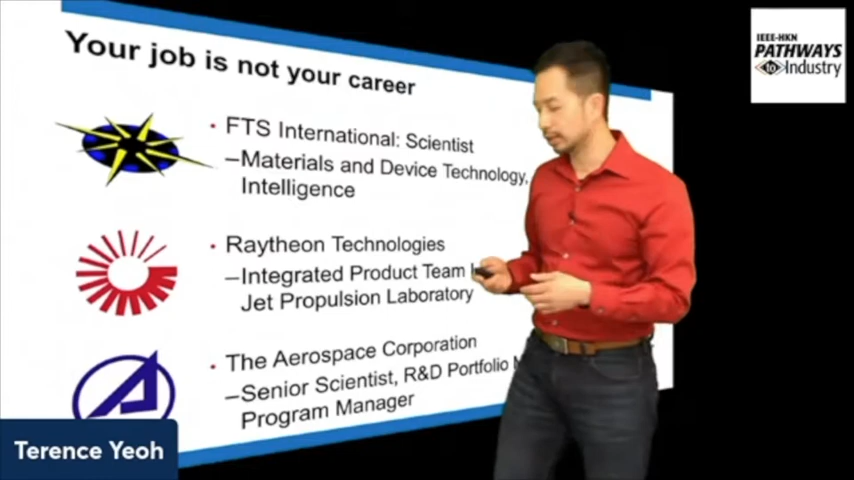 Your job is not your career
IEEE-HKN
PATHWAYS
to Industry
• FTS International: Scientist
–Materials and Device Technology,
Intelligence
• Raytheon Technologies
–Integrated Product Team
Jet Propulsion Laboratory
• The Aerospace Corporation
–Senior Scientist, R&D Portfolio
Program Manager
Terence Yeoh